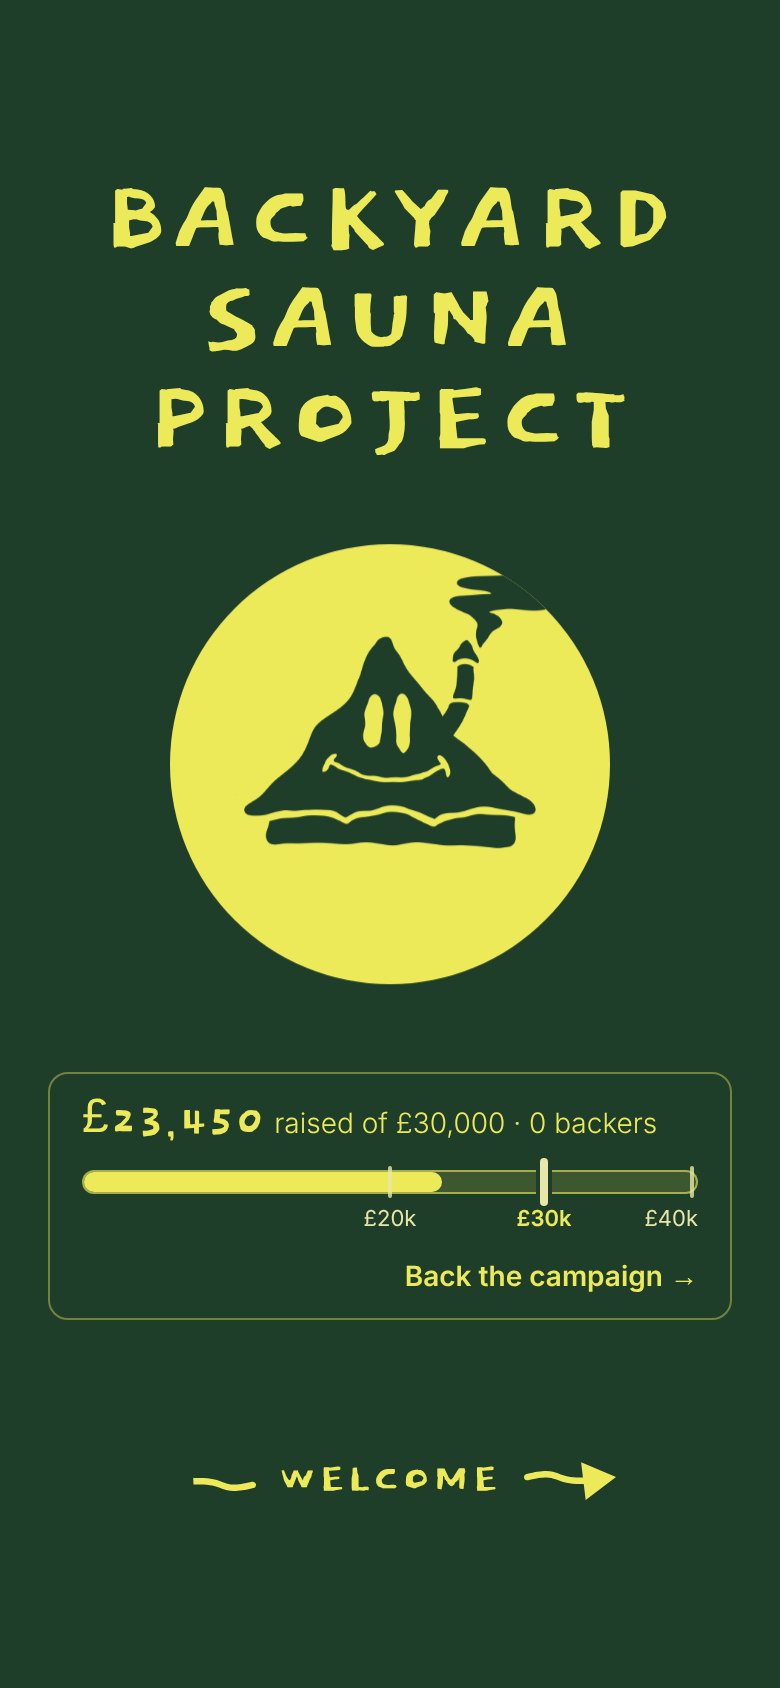 BACKYARD
SAUNA
PROJECT
£23,450 raised of £30,000 · 0 backers
£20k £30k £40k
Back the campaign →
WELCOME